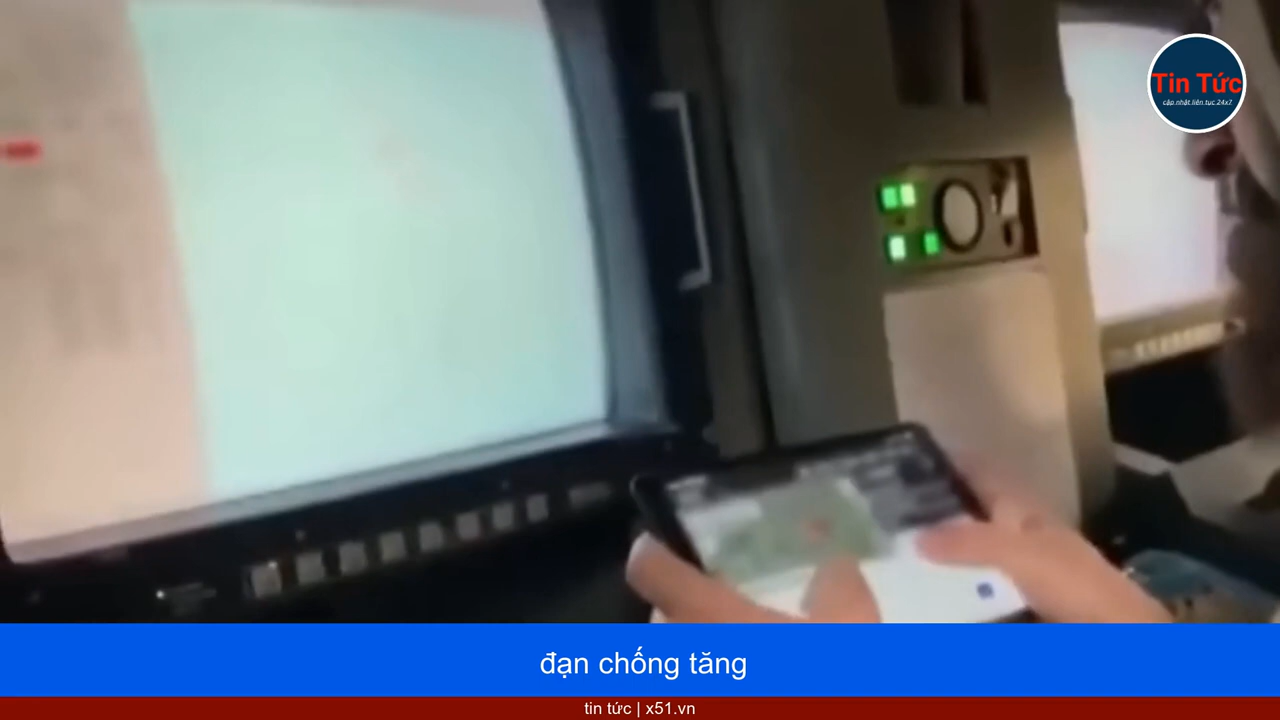 Tin Tức
cập.nhật.liên.tục.24x7
đạn chống tăng
tin tức | x51.vn